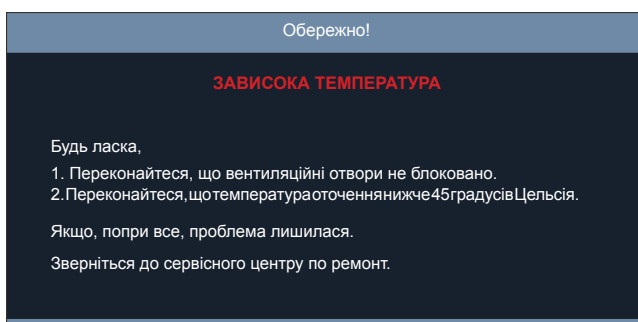 Обережно!
ЗАВИСОКА ТЕМПЕРАТУРА
Будь ласка,
1. Переконайтеся, що вентиляційні отвори не блоковано.
2.Переконайтеся,щотемператураоточеннянижче45градусівЦельсія.
Якщо, попри все, проблема лишилася.
Зверніться до сервісного центру по ремонт.